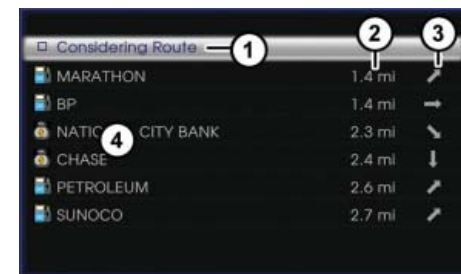 Considering Route 1 2 3
MARATHON 1.4 mi
BP 1.4 mi
NATIO 4 CITY BANK 2.3 mi
CHASE 2.4 mi
PETROLEUM 2.6 mi
SUNOCO 2.7 mi